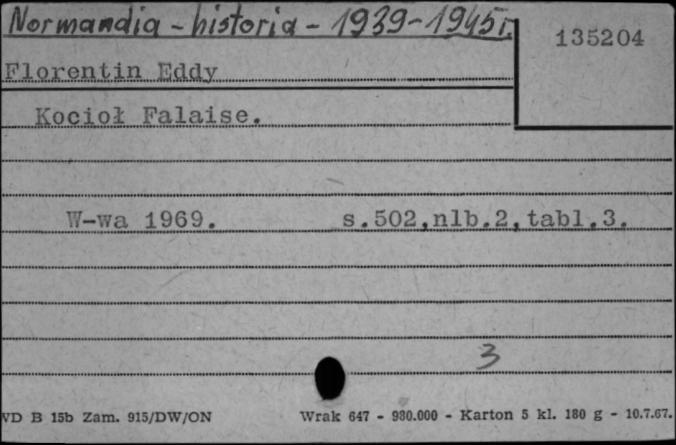 Normandia - historia - 1939-1945 r.
135204
Florentin Eddy
Kocioł Falaise.
W-wa 1969. s.502,nlb.2,tabl.3.
3
VD B 15b Zam. 915/DW/ON Wrak 647 - 980.000 - Karton 5 kl. 180 g - 10.7.67.